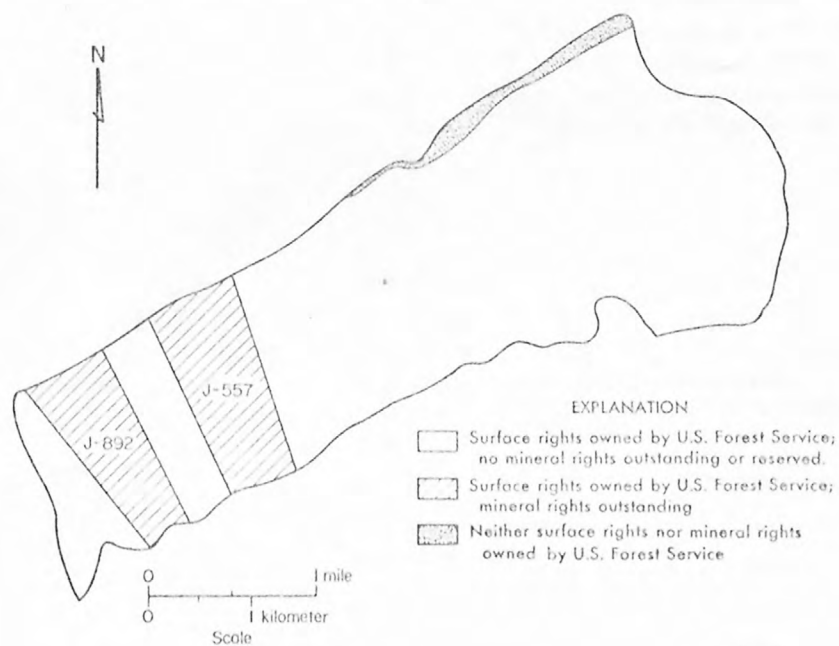 N
J-557
J-892
EXPLANATION
Surface rights owned by U.S. Forest Service;
no mineral rights outstanding or reserved.
Surface rights owned by U.S. Forest Service;
mineral rights outstanding
Neither surface rights nor mineral rights
owned by U.S. Forest Service
0 1 mile
0 1 kilometer
Scale